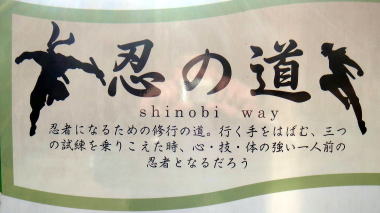 忍の道
shinobi way
忍者になるための修行の道。行く手をはばむ、三つ
の試練を乗りこえた時、心・技・体の強い一人前の
忍者となるだろう